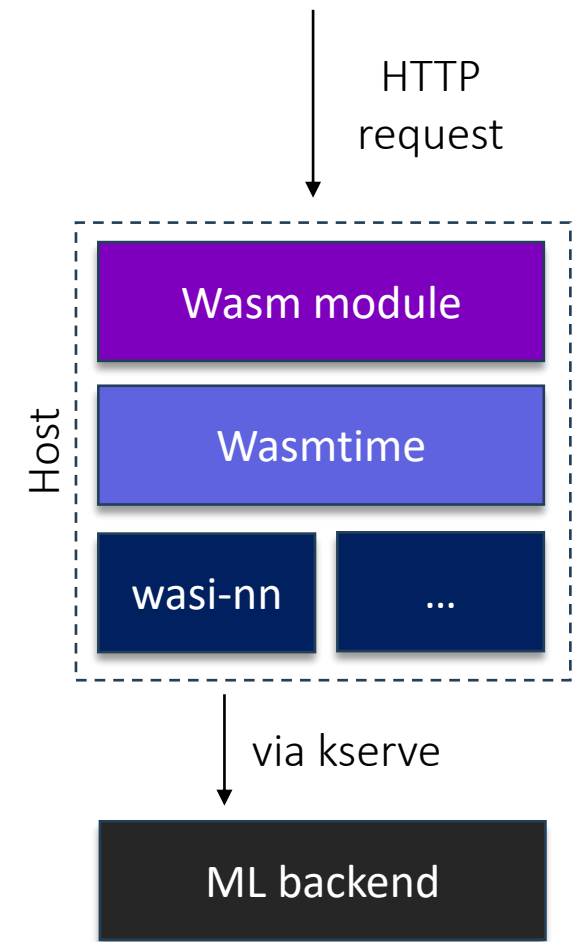 HTTP
request
Wasm module
Host
Wasmtime
wasi-nn
...
via kserve
ML backend